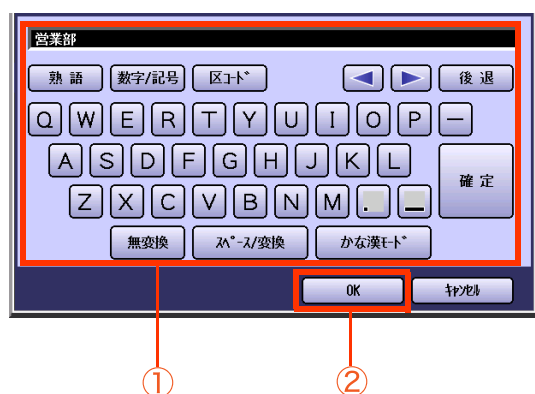 営業部
熟 語 数字/記号 区ｺｰﾄﾞ 後 退
Q W E R T Y U I O P ー
A S D F G H J K L
確 定
Z X C V B N M . _
無変換 ｽﾍﾟｰｽ/変換 かな漢ﾓｰﾄﾞ
OK ｷｬﾝｾﾙ
① ②